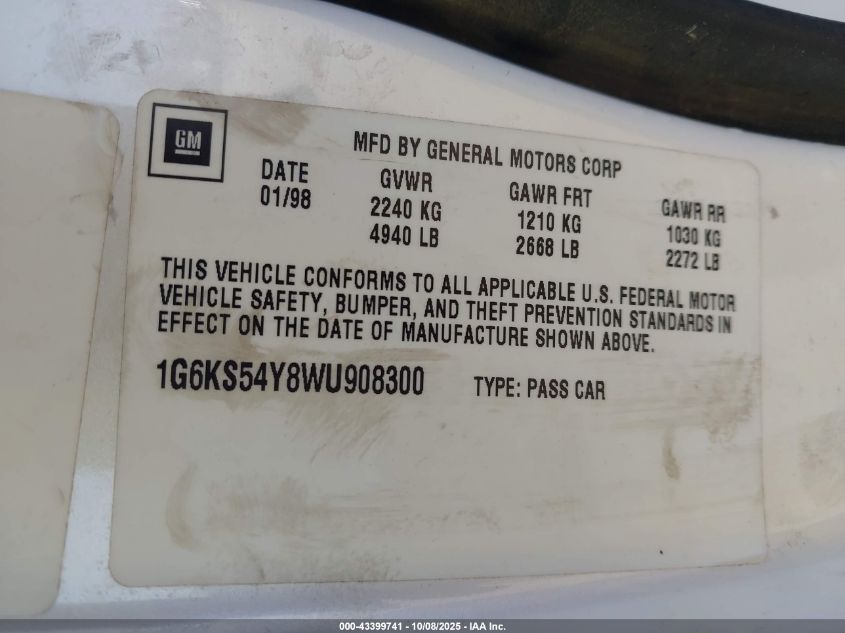 GM
MFD BY GENERAL MOTORS CORP
DATE GVWR GAWR FRT GAWR RR
01/98 2240 KG 1210 KG 1030 KG
4940 LB 2668 LB 2272 LB
THIS VEHICLE CONFORMS TO ALL APPLICABLE U.S. FEDERAL MOTOR
VEHICLE SAFETY, BUMPER, AND THEFT PREVENTION STANDARDS IN
EFFECT ON THE DATE OF MANUFACTURE SHOWN ABOVE.
1G6KS54Y8WU908300 TYPE: PASS CAR
000-43399741 - 10/08/2025 - IAA Inc.